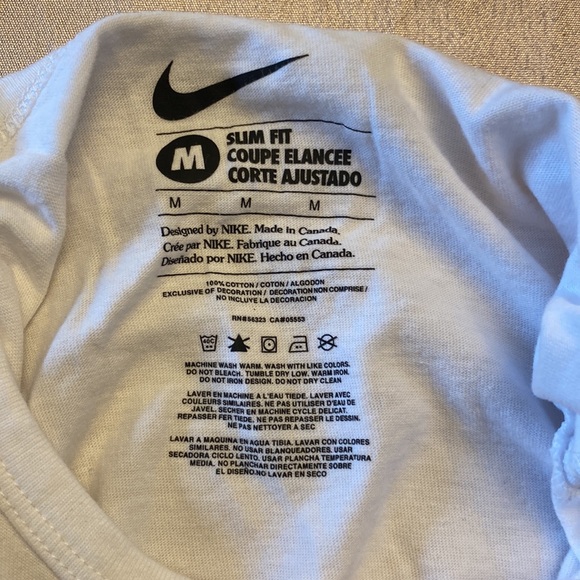 M
SLIM FIT
COUPE ELANCEE
CORTE AJUSTADO
M M M
Designed by NIKE. Made in Canada.
Crée par NIKE. Fabrique au Canada.
Diseñado por NIKE. Hecho en Canada.
100% COTTON / COTON / ALGODON
EXCLUSIVE OF DECORATION / DECORATION NON COMPRISE /
NO INCLUYE LA DECORACION
RN#56323 CA#05553
40C
MACHINE WASH WARM. WASH WITH LIKE COLORS.
DO NOT BLEACH. TUMBLE DRY LOW. WARM IRON.
DO NOT IRON DESIGN. DO NOT DRY CLEAN
LAVER EN MACHINE A L'EAU TIEDE. LAVER AVEC
COULEURS SIMILAIRES. NE PAS UTILISER D'EAU DE
JAVEL. SECHER EN MACHINE CYCLE DELICAT.
REPASSER FER TIEDE. NE PAS REPASSER LE DESSIN.
NE PAS NETTOYER A SEC
LAVAR A MAQUINA EN AGUA TIBIA. LAVAR CON COLORES
SIMILARES. NO USAR BLANQUEADORES. USAR
SECADORA CICLO LENTO. USAR PLANCHA TEMPERATURA
MEDIA. NO PLANCHAR DIRECTAMENTE SOBRE
EL DISEÑO. NO LAVAR EN SECO